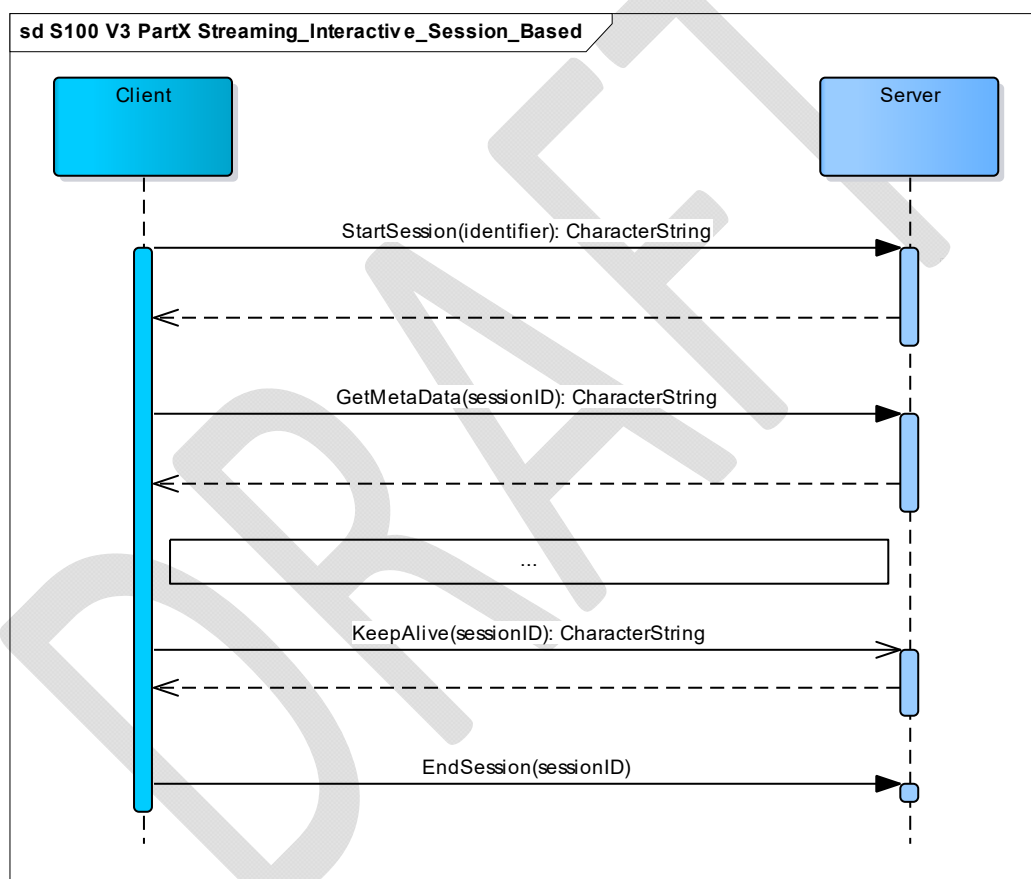 sd S100 V3 PartX Streaming_Interactive_Session_Based
Client
Server
StartSession(identifier): CharacterString
GetMetaData(sessionID): CharacterString
...
KeepAlive(sessionID): CharacterString
EndSession(sessionID)
DRAFT